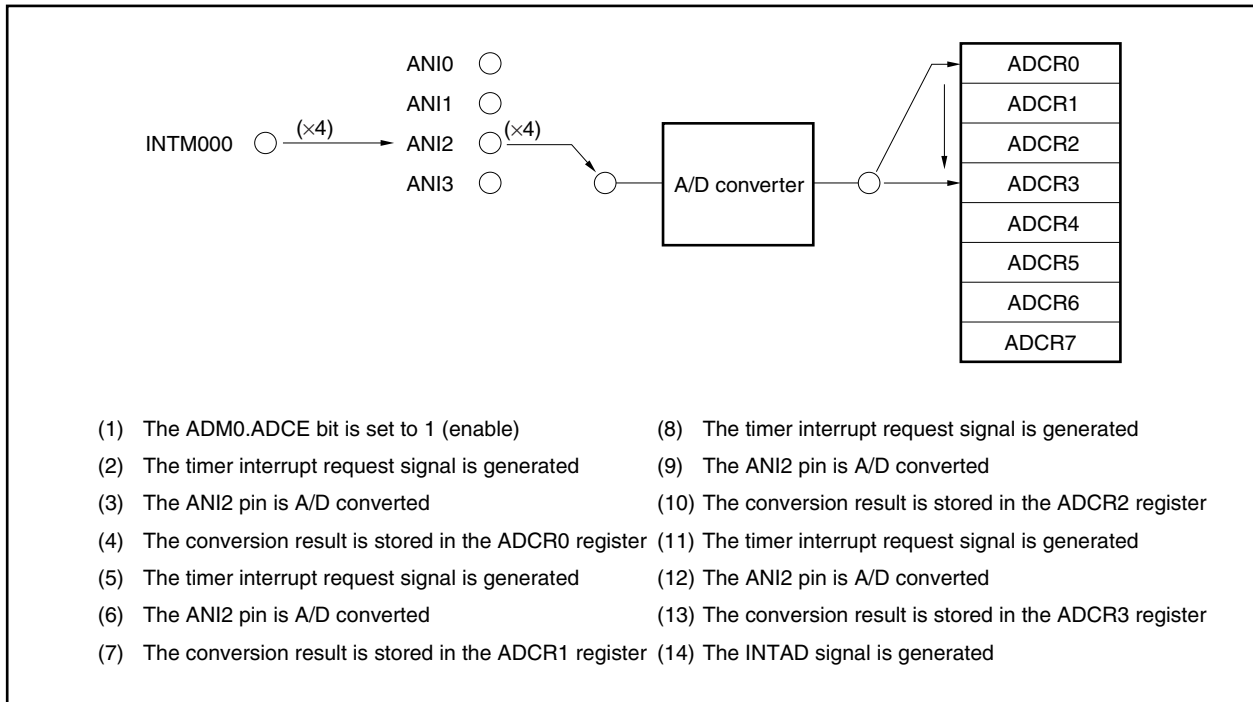 ANI0
ANI1
INTM000 (×4) ANI2 (×4)
ANI3
A/D converter
ADCR0
ADCR1
ADCR2
ADCR3
ADCR4
ADCR5
ADCR6
ADCR7
(1) The ADM0.ADCE bit is set to 1 (enable)
(2) The timer interrupt request signal is generated
(3) The ANI2 pin is A/D converted
(4) The conversion result is stored in the ADCR0 register
(5) The timer interrupt request signal is generated
(6) The ANI2 pin is A/D converted
(7) The conversion result is stored in the ADCR1 register
(8) The timer interrupt request signal is generated
(9) The ANI2 pin is A/D converted
(10) The conversion result is stored in the ADCR2 register
(11) The timer interrupt request signal is generated
(12) The ANI2 pin is A/D converted
(13) The conversion result is stored in the ADCR3 register
(14) The INTAD signal is generated